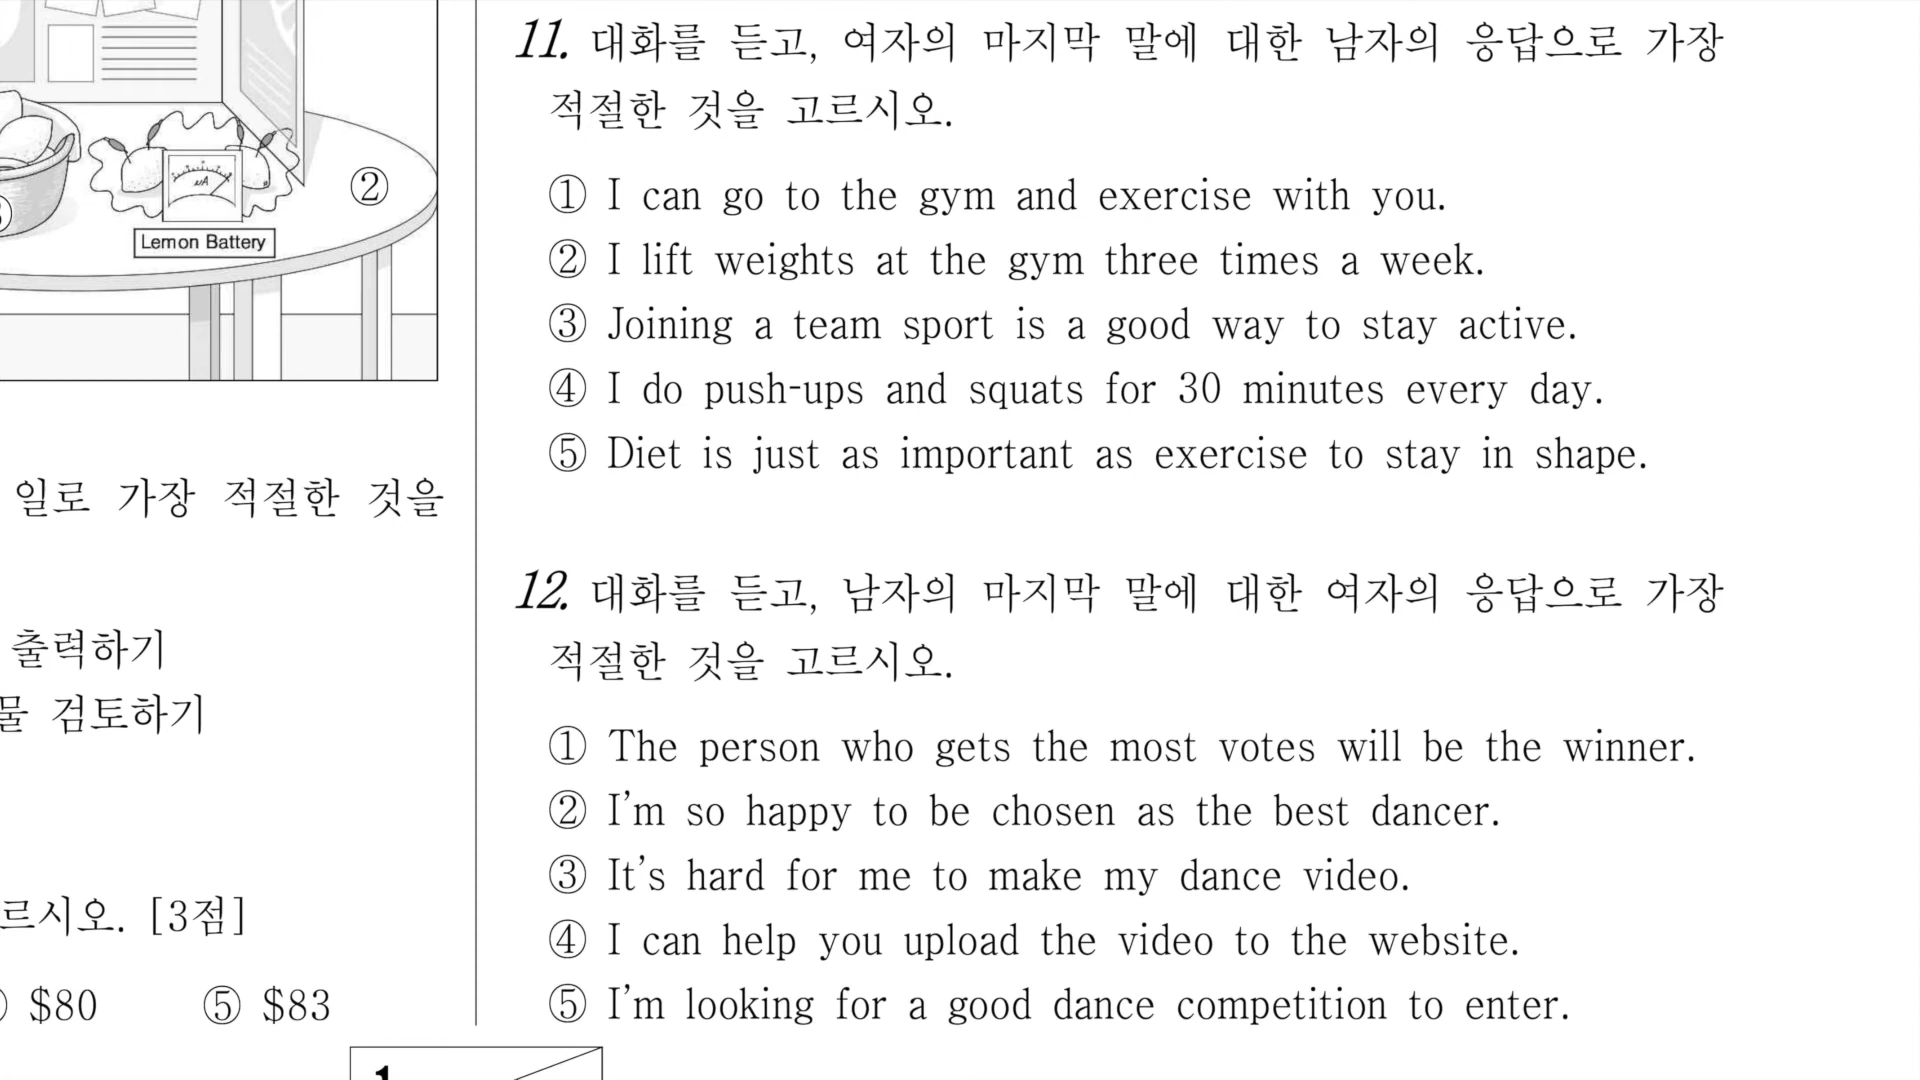 μA
②
Lemon Battery
일로 가장 적절한 것을
출력하기
물 검토하기
르시오. [3점]
$80 ⑤ $83
11. 대화를 듣고, 여자의 마지막 말에 대한 남자의 응답으로 가장
적절한 것을 고르시오.
① I can go to the gym and exercise with you.
② I lift weights at the gym three times a week.
③ Joining a team sport is a good way to stay active.
④ I do push-ups and squats for 30 minutes every day.
⑤ Diet is just as important as exercise to stay in shape.
12. 대화를 듣고, 남자의 마지막 말에 대한 여자의 응답으로 가장
적절한 것을 고르시오.
① The person who gets the most votes will be the winner.
② I'm so happy to be chosen as the best dancer.
③ It's hard for me to make my dance video.
④ I can help you upload the video to the website.
⑤ I'm looking for a good dance competition to enter.
1